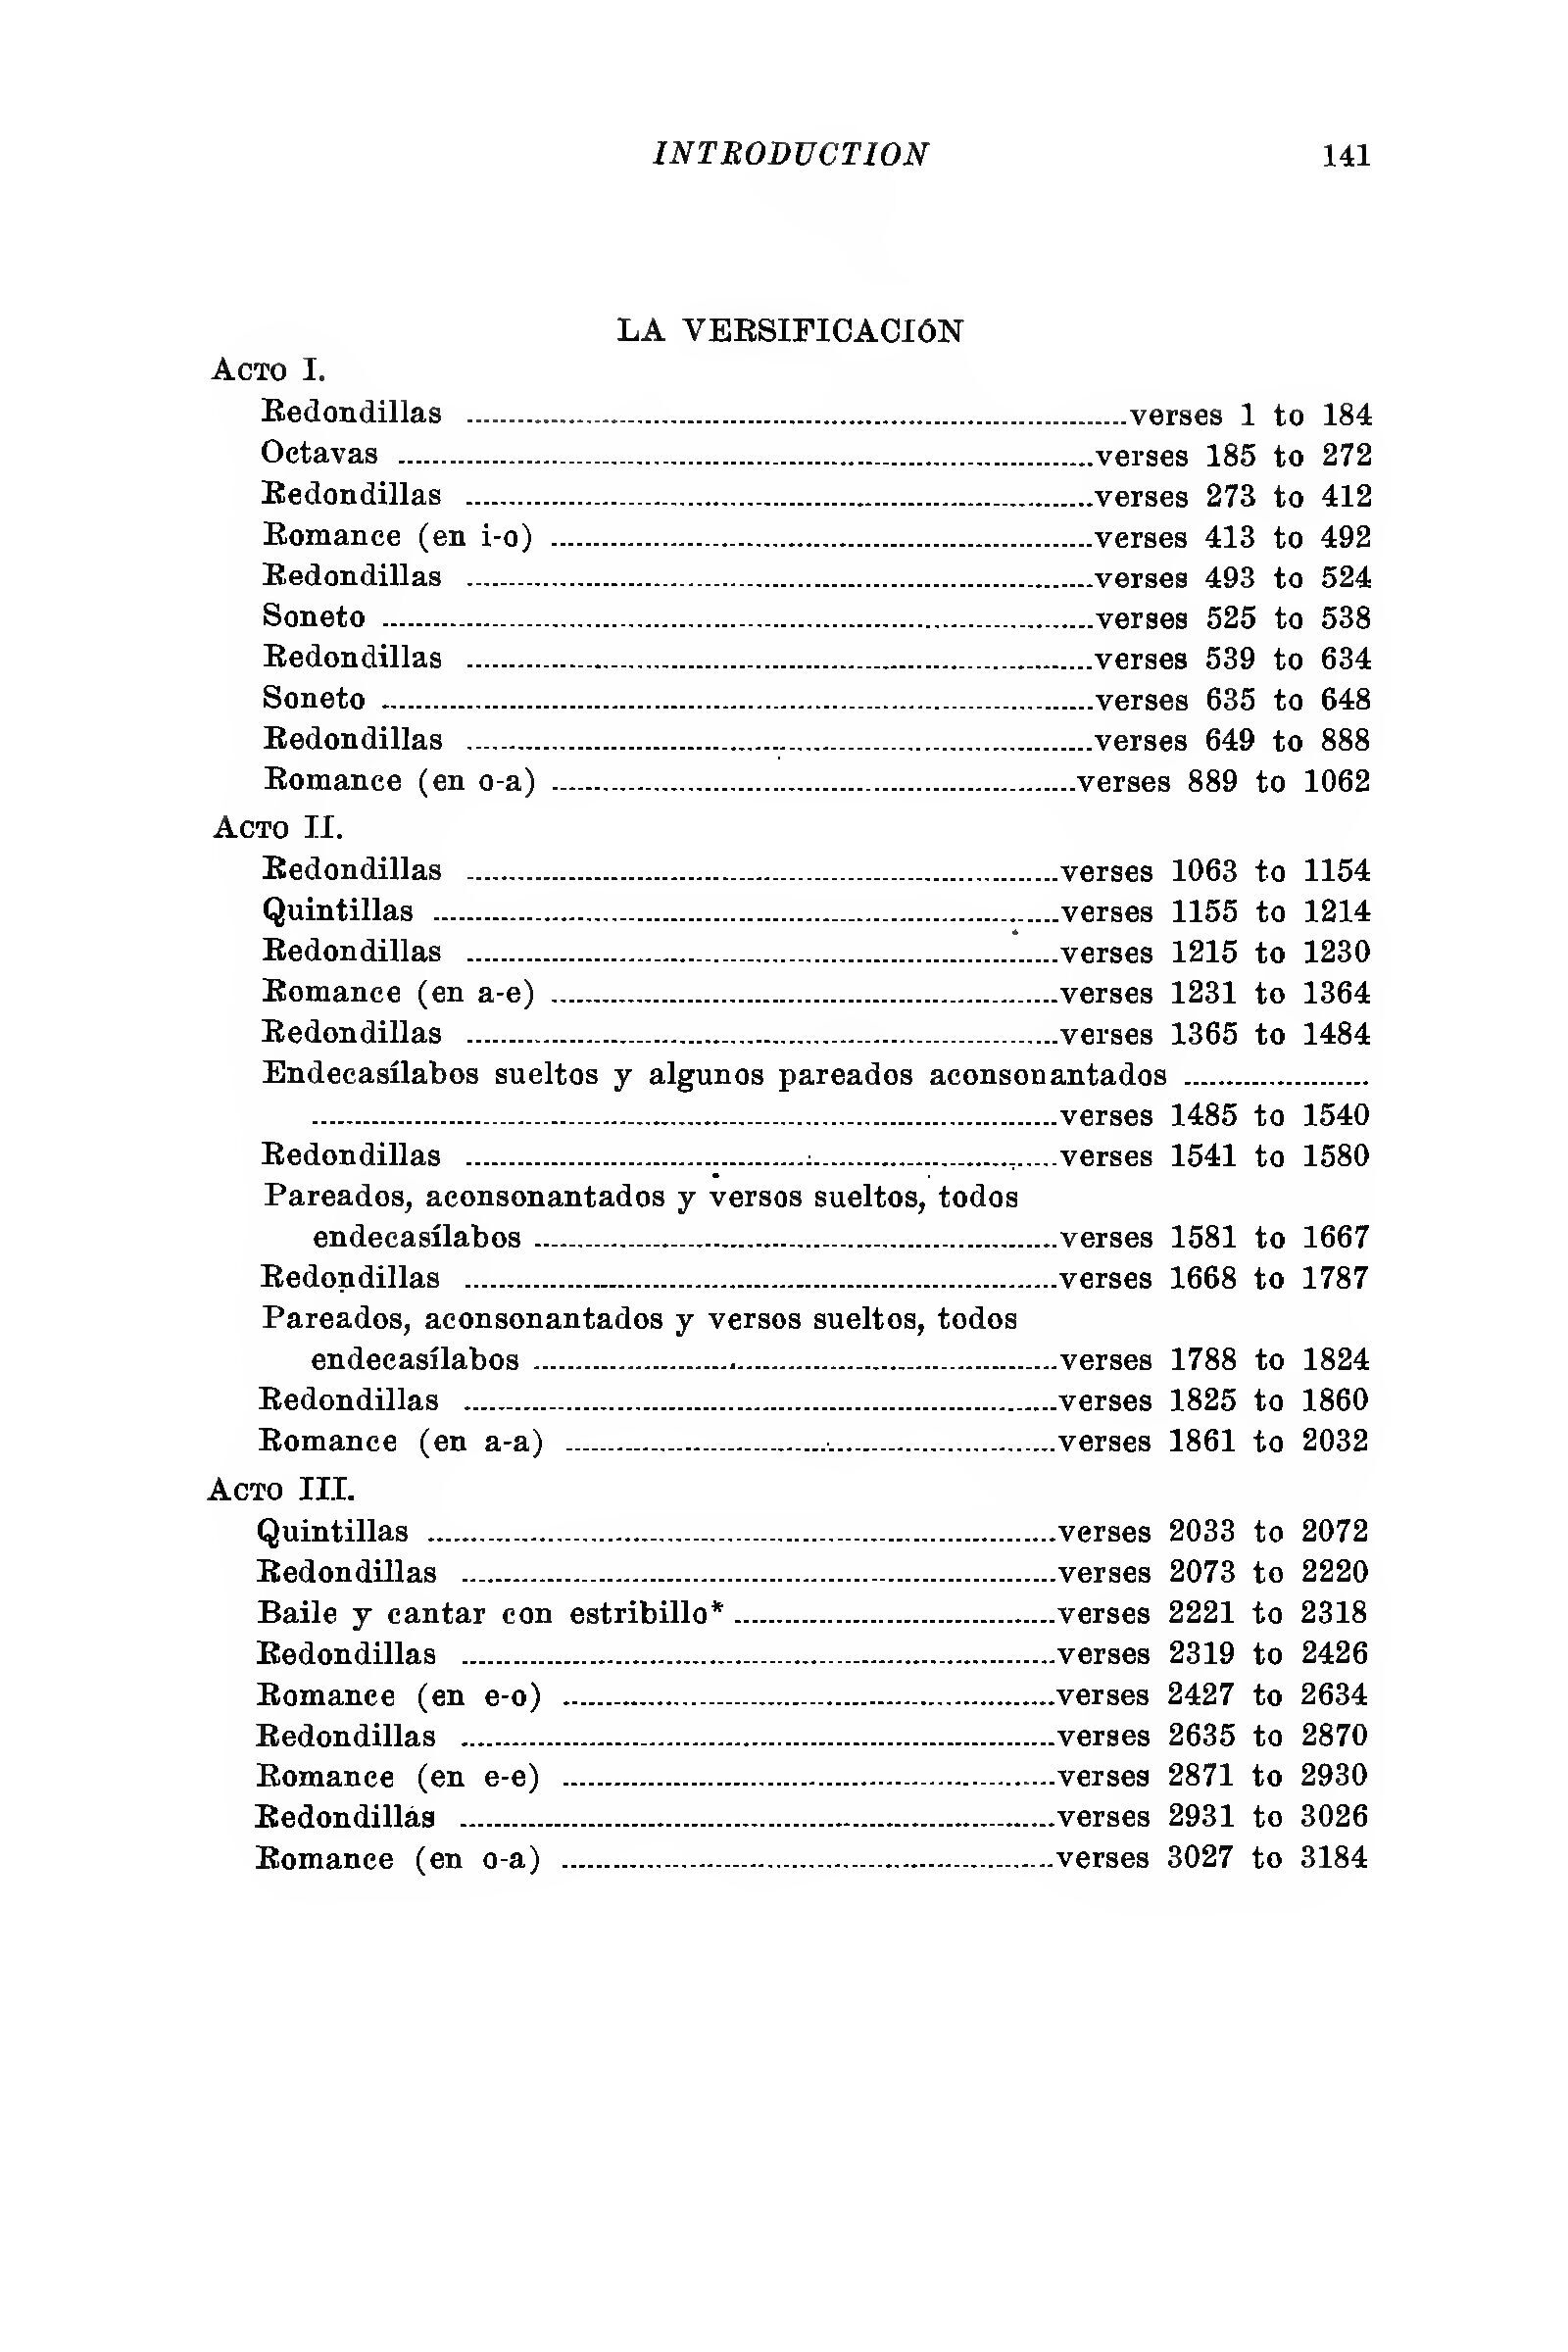 INTRODUCTION 141
LA VERSIFICACIÓN
ACTO I.
Redondillas ........ verses 1 to 184
Octavas ........ verses 185 to 272
Redondillas ........ verses 273 to 412
Romance (en i-o) ........ verses 413 to 492
Redondillas ........ verses 493 to 524
Soneto ........ verses 525 to 538
Redondillas ........ verses 539 to 634
Soneto ........ verses 635 to 648
Redondillas ........ verses 649 to 888
Romance (en o-a) ........ verses 889 to 1062
ACTO II.
Redondillas ........ verses 1063 to 1154
Quintillas ........ verses 1155 to 1214
Redondillas ........ verses 1215 to 1230
Romance (en a-e) ........ verses 1231 to 1364
Redondillas ........ verses 1365 to 1484
Endecasílabos sueltos y algunos pareados aconsonantados ........
........ verses 1485 to 1540
Redondillas ........ verses 1541 to 1580
Pareados, aconsonantados y versos sueltos, todos
endecasílabos ........ verses 1581 to 1667
Redondillas ........ verses 1668 to 1787
Pareados, aconsonantados y versos sueltos, todos
endecasílabos ........ verses 1788 to 1824
Redondillas ........ verses 1825 to 1860
Romance (en a-a) ........ verses 1861 to 2032
ACTO III.
Quintillas ........ verses 2033 to 2072
Redondillas ........ verses 2073 to 2220
Baile y cantar con estribillo* ........ verses 2221 to 2318
Redondillas ........ verses 2319 to 2426
Romance (en e-o) ........ verses 2427 to 2634
Redondillas ........ verses 2635 to 2870
Romance (en e-e) ........ verses 2871 to 2930
Redondillas ........ verses 2931 to 3026
Romance (en o-a) ........ verses 3027 to 3184